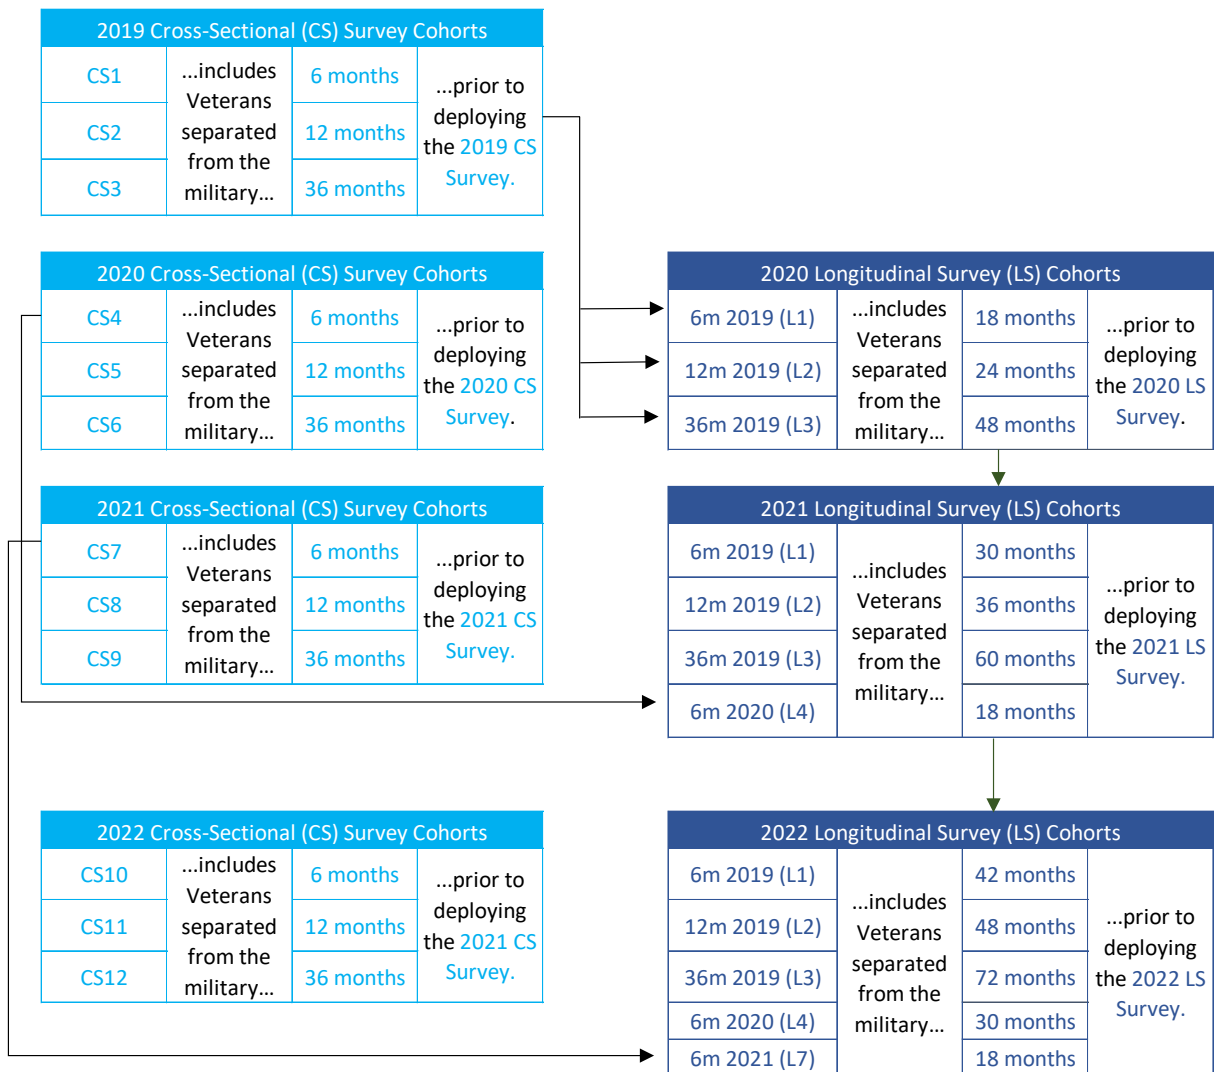 2019 Cross-Sectional (CS) Survey Cohorts
CS1
CS2
CS3
...includes
Veterans
separated
from the
military...
6 months
12 months
36 months
...prior to
deploying
the 2019 CS
Survey.
2020 Cross-Sectional (CS) Survey Cohorts
CS4
CS5
CS6
...includes
Veterans
separated
from the
military...
6 months
12 months
36 months
...prior to
deploying
the 2020 CS
Survey.
2020 Longitudinal Survey (LS) Cohorts
6m 2019 (L1)
12m 2019 (L2)
36m 2019 (L3)
...includes
Veterans
separated
from the
military...
18 months
24 months
48 months
...prior to
deploying
the 2020 LS
Survey.
2021 Cross-Sectional (CS) Survey Cohorts
CS7
CS8
CS9
...includes
Veterans
separated
from the
military...
6 months
12 months
36 months
...prior to
deploying
the 2021 CS
Survey.
2021 Longitudinal Survey (LS) Cohorts
6m 2019 (L1)
12m 2019 (L2)
36m 2019 (L3)
6m 2020 (L4)
...includes
Veterans
separated
from the
military...
30 months
36 months
60 months
18 months
...prior to
deploying
the 2021 LS
Survey.
2022 Cross-Sectional (CS) Survey Cohorts
CS10
CS11
CS12
...includes
Veterans
separated
from the
military...
6 months
12 months
36 months
...prior to
deploying
the 2021 CS
Survey.
2022 Longitudinal Survey (LS) Cohorts
6m 2019 (L1)
12m 2019 (L2)
36m 2019 (L3)
6m 2020 (L4)
6m 2021 (L7)
...includes
Veterans
separated
from the
military...
42 months
48 months
72 months
30 months
18 months
...prior to
deploying
the 2022 LS
Survey.